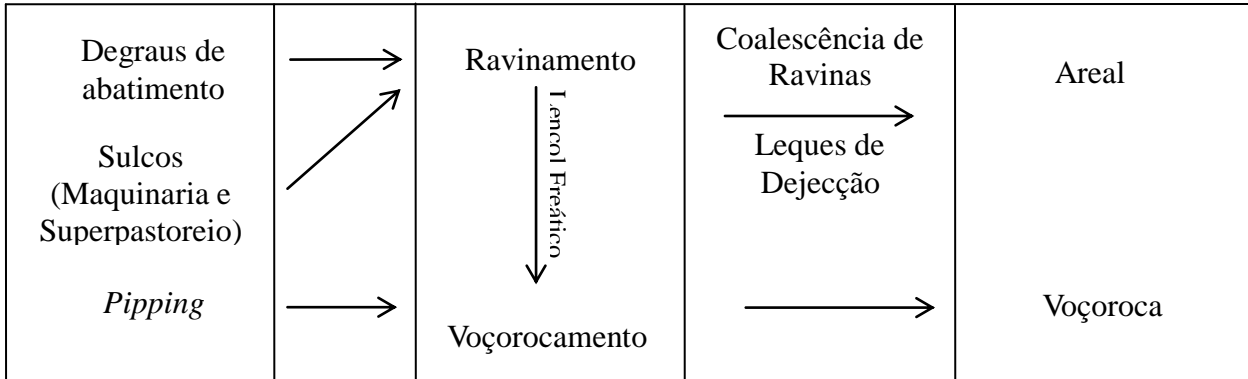 Degraus de
abatimento
Sulcos
(Maquinaria e
Superpastoreio)
Pipping
Ravinamento
Lençol Freático
Voçorocamento
Coalescência de
Ravinas
Leques de
Dejecção
Areal
Voçoroca